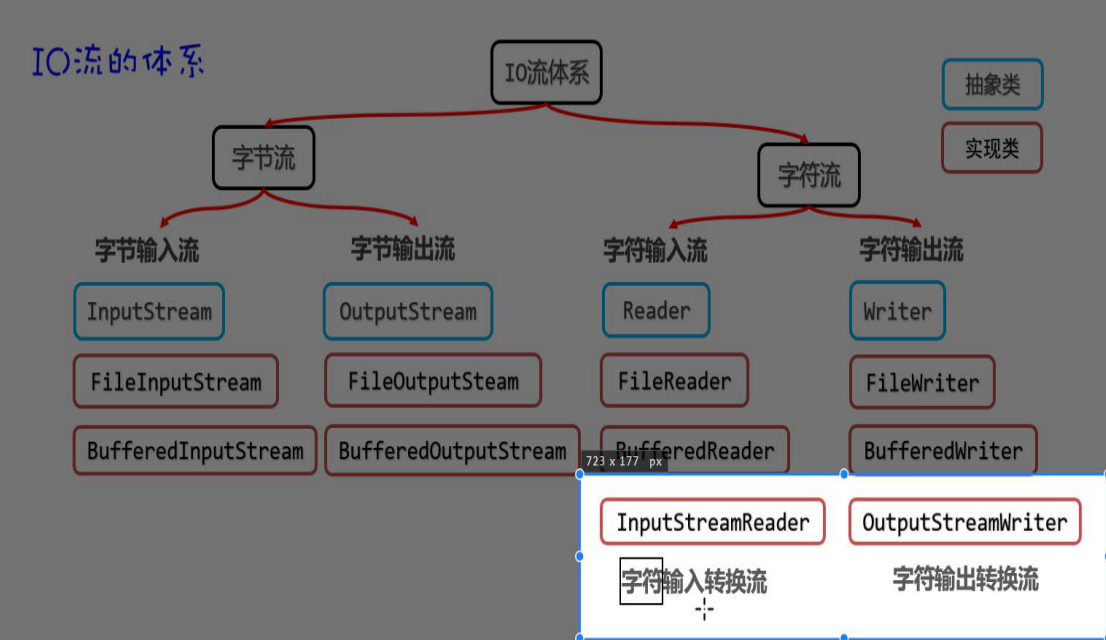 IO流的体系
IO流体系
抽象类
实现类
字节流
字符流
字节输入流
字节输出流
字符输入流
字符输出流
InputStream
OutputStream
Reader
Writer
FileInputStream
FileOutputSteam
FileReader
FileWriter
BufferedInputStream
BufferedOutputStream
BufferedReader
BufferedWriter
723 x 177 px
InputStreamReader
OutputStreamWriter
字符输入转换流
字符输出转换流